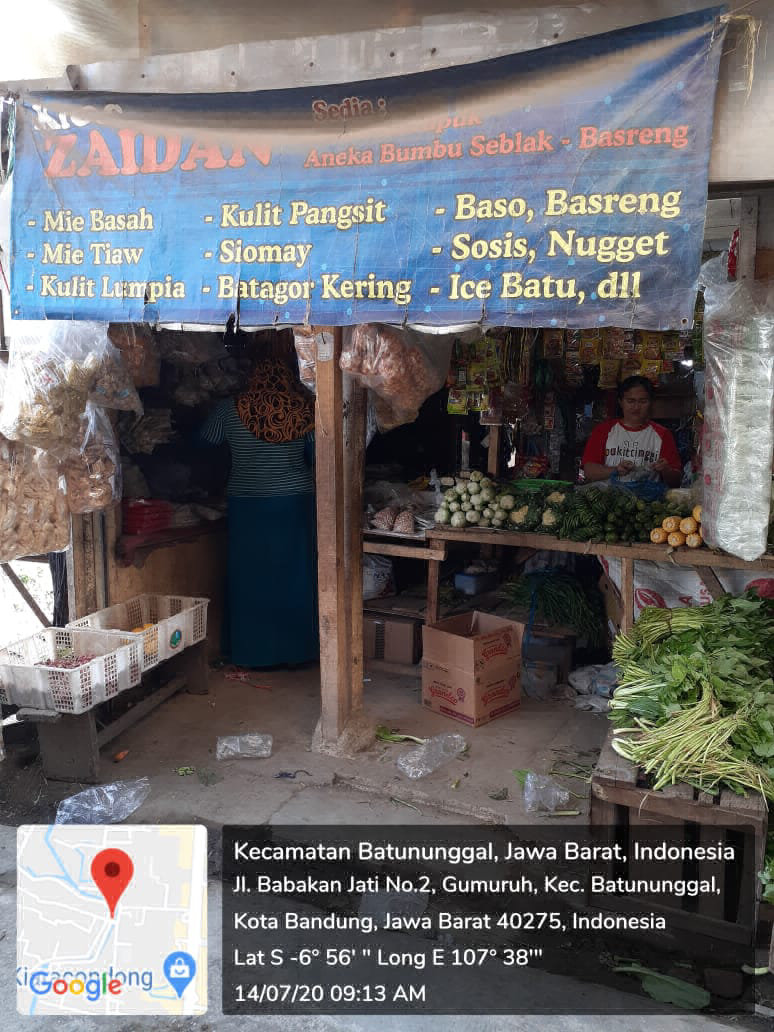 KIOS
ZAIDAN
Sedia :
Aneka Bumbu Seblak - Basreng
- Mie Basah
- Mie Tiaw
- Kulit Lumpia
- Kulit Pangsit
- Siomay
- Batagor Kering
- Baso, Basreng
- Sosis, Nugget
- Ice Batu, dll
bukittinggi
Kiaracondong
Google
Kecamatan Batununggal, Jawa Barat, Indonesia
Jl. Babakan Jati No.2, Gumuruh, Kec. Batununggal,
Kota Bandung, Jawa Barat 40275, Indonesia
Lat S -6° 56' '' Long E 107° 38'''
14/07/20 09:13 AM